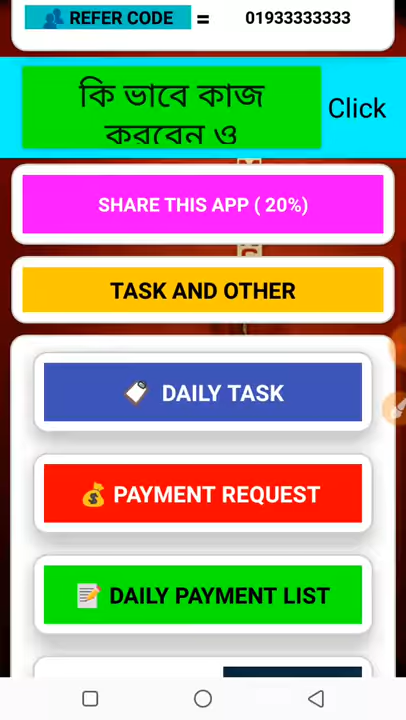 👥 REFER CODE = 01933333333
কি ভাবে কাজ
করবেন ও
Click
SHARE THIS APP ( 20%)
TASK AND OTHER
DAILY TASK
PAYMENT REQUEST
DAILY PAYMENT LIST